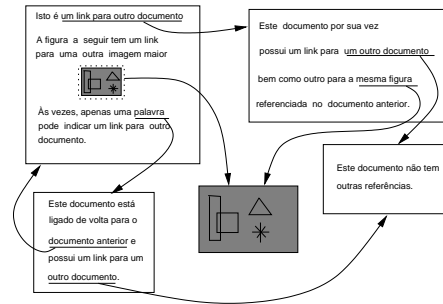 Isto é um link para outro documento
A figura a seguir tem um link
para uma outra imagem maior
Às vezes, apenas uma palavra
pode indicar um link para outro
documento.
Este documento por sua vez
possui um link para um outro documento
bem como outro para a mesma figura
referenciada no documento anterior.
Este documento não tem
outras referências.
Este documento está
ligado de volta para o
documento anterior e
possui um link para um
outro documento.